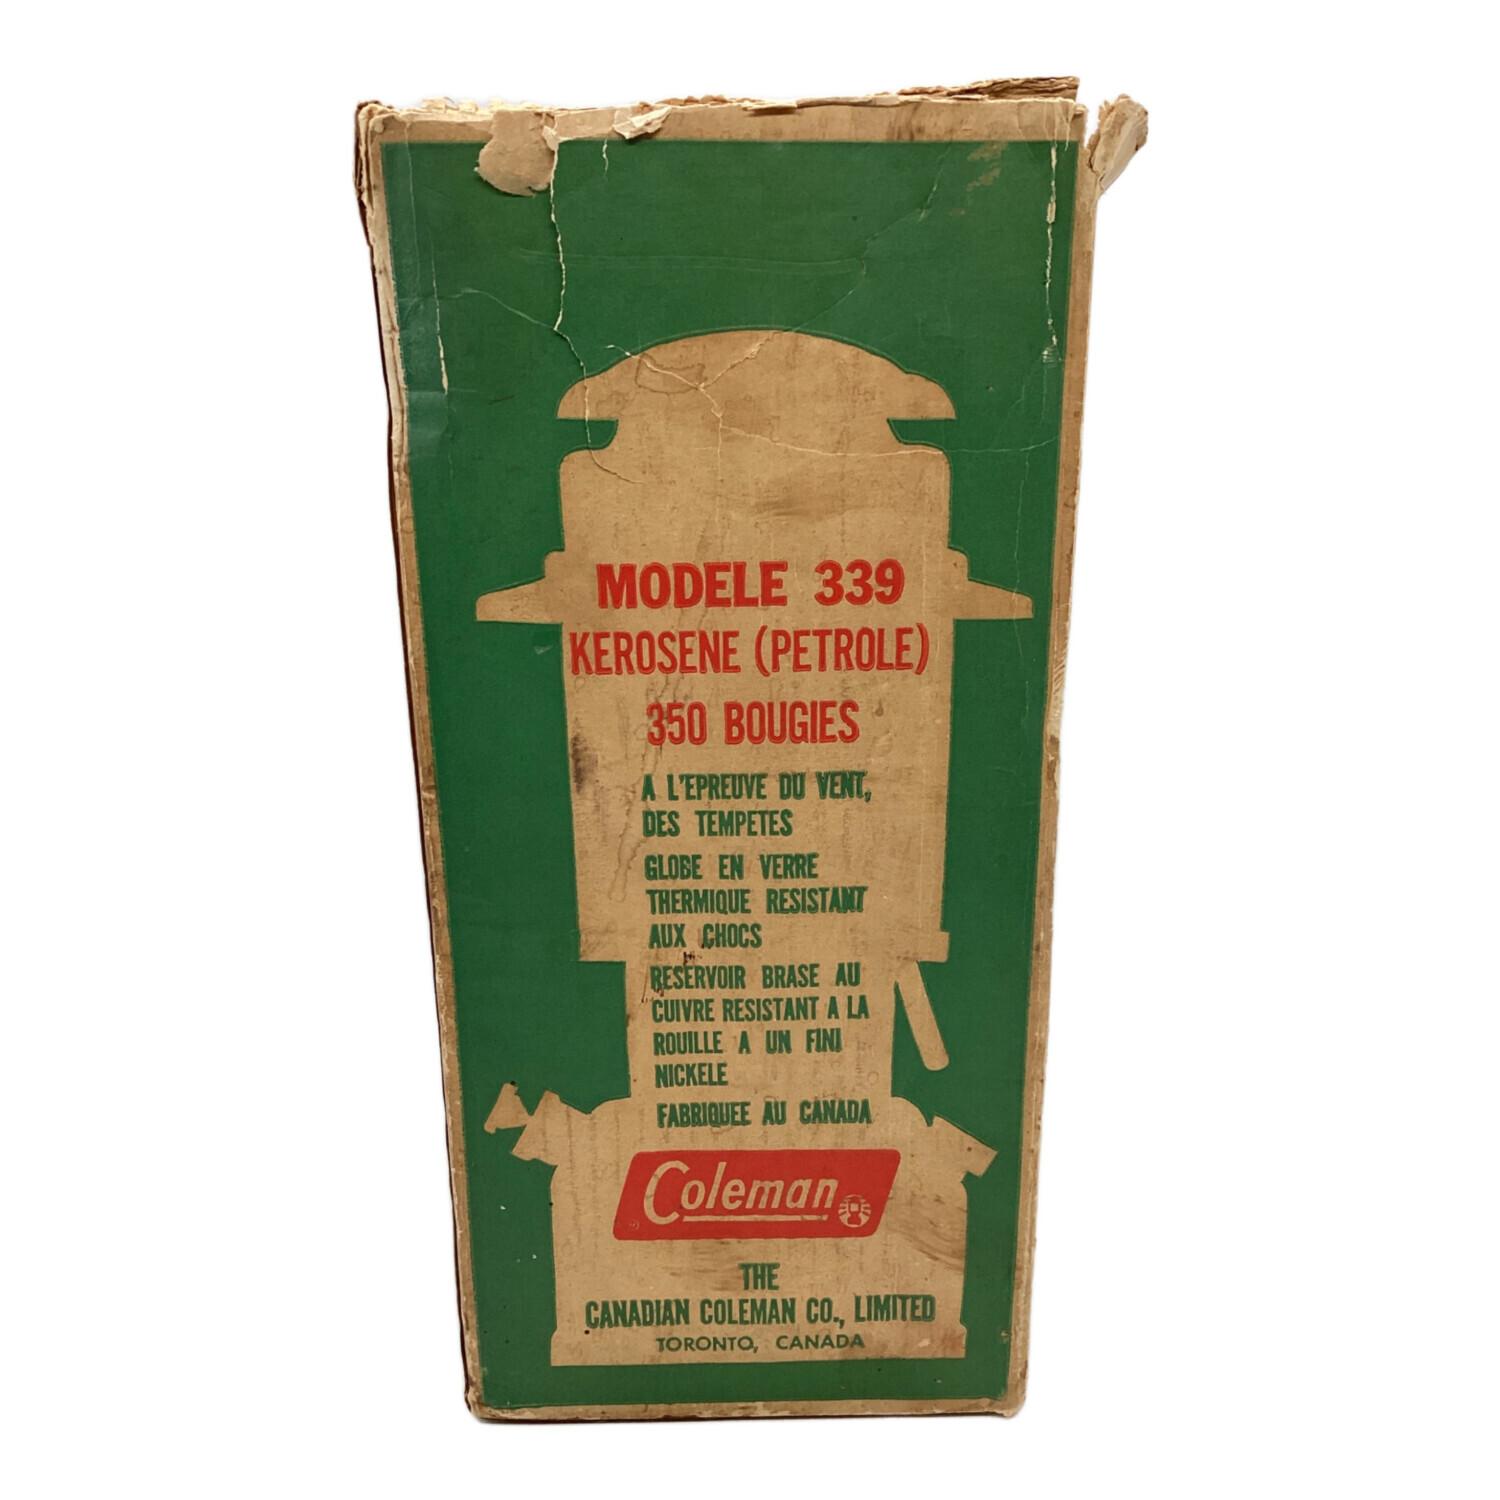 MODELE 339
KEROSENE (PETROLE)
350 BOUGIES
A L'EPREUVE DU VENT,
DES TEMPETES
GLOBE EN VERRE
THERMIQUE RESISTANT
AUX CHOCS
RESERVOIR BRASE AU
CUIVRE RESISTANT A LA
ROUILLE A UN FINI
NICKELE
FABRIQUEE AU CANADA
Coleman
THE
CANADIAN COLEMAN CO., LIMITED
TORONTO, CANADA